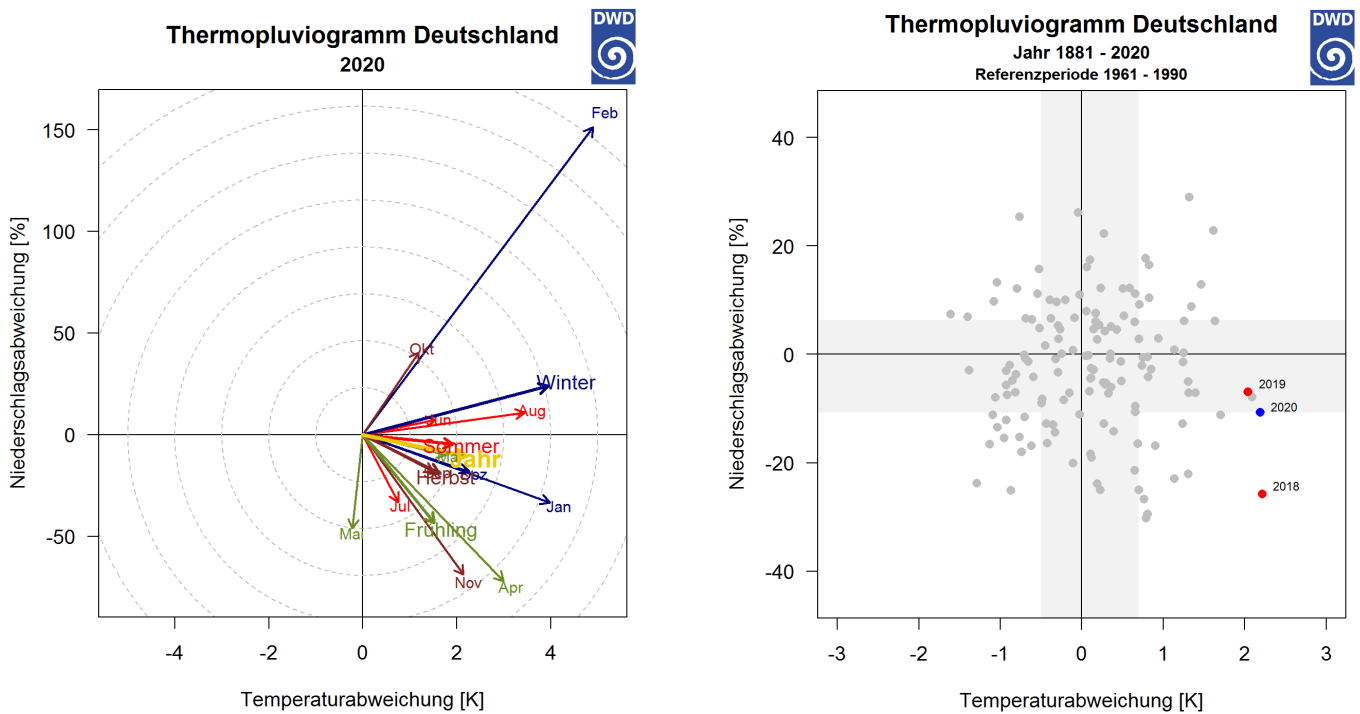 Thermopluviogramm Deutschland
2020
DWD
Niederschlagsabweichung [%]
150
100
50
0
-50
Feb
Okt
Winter
Aug
Jun
Sommer
Jahr
Dez
Herbst
Jan
Jul
Frühling
Mai
Nov
Apr
-4
-2
0
2
4
Temperaturabweichung [K]
Thermopluviogramm Deutschland
Jahr 1881 - 2020
Referenzperiode 1961 - 1990
DWD
Niederschlagsabweichung [%]
40
20
0
-20
-40
2019
2020
2018
-3
-2
-1
0
1
2
3
Temperaturabweichung [K]